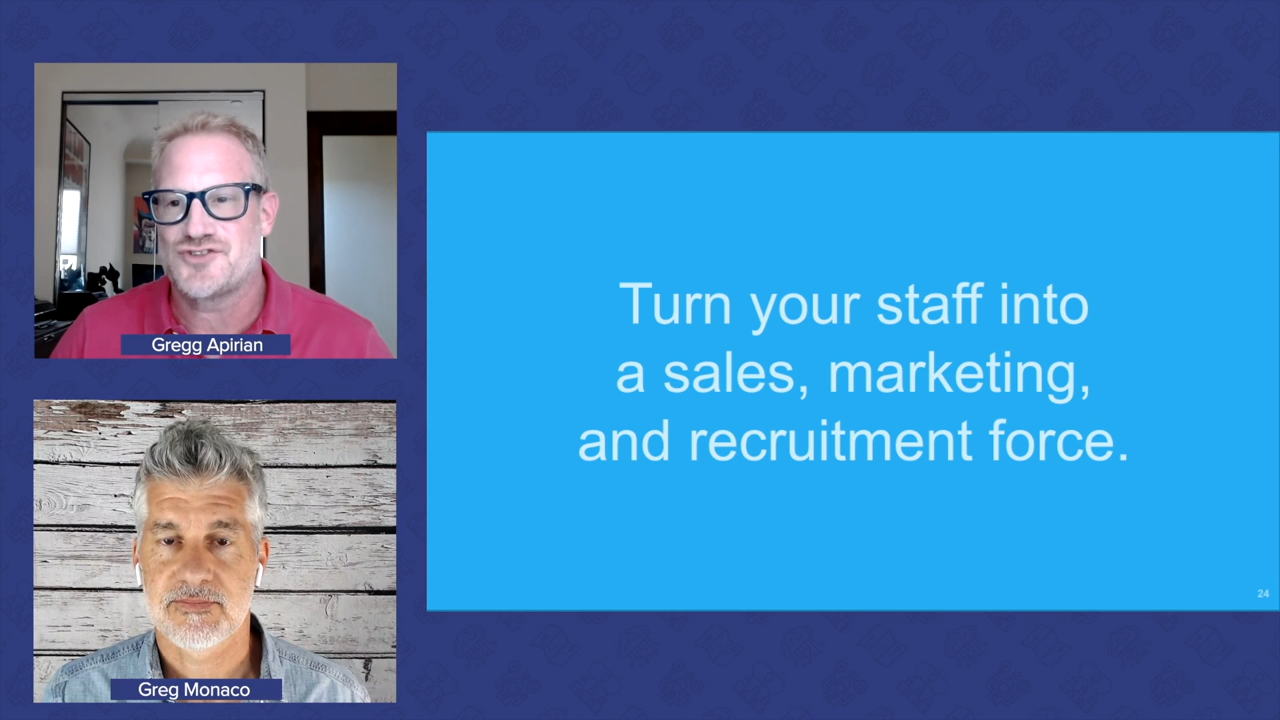 Gregg Apirian
Greg Monaco
Turn your staff into
a sales, marketing,
and recruitment force.
24